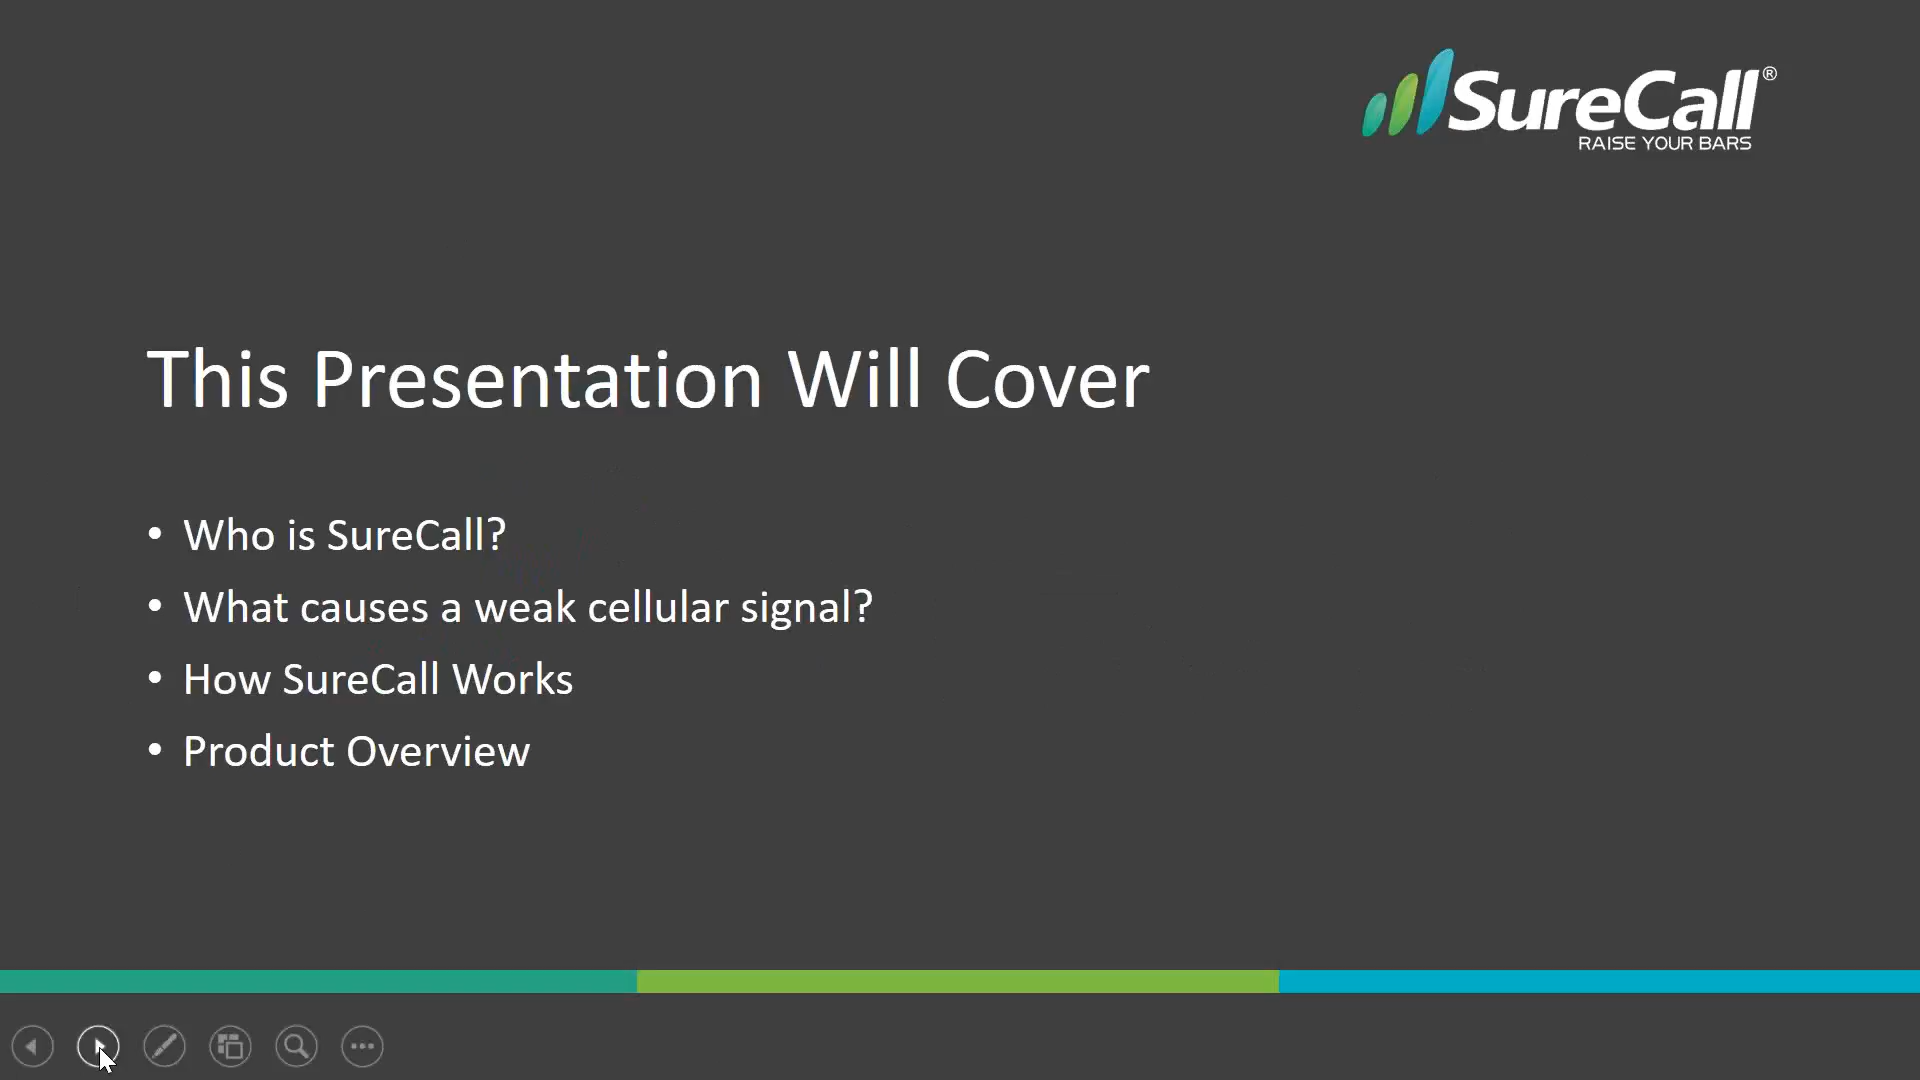 SureCall®
RAISE YOUR BARS
This Presentation Will Cover
• Who is SureCall?
• What causes a weak cellular signal?
• How SureCall Works
• Product Overview